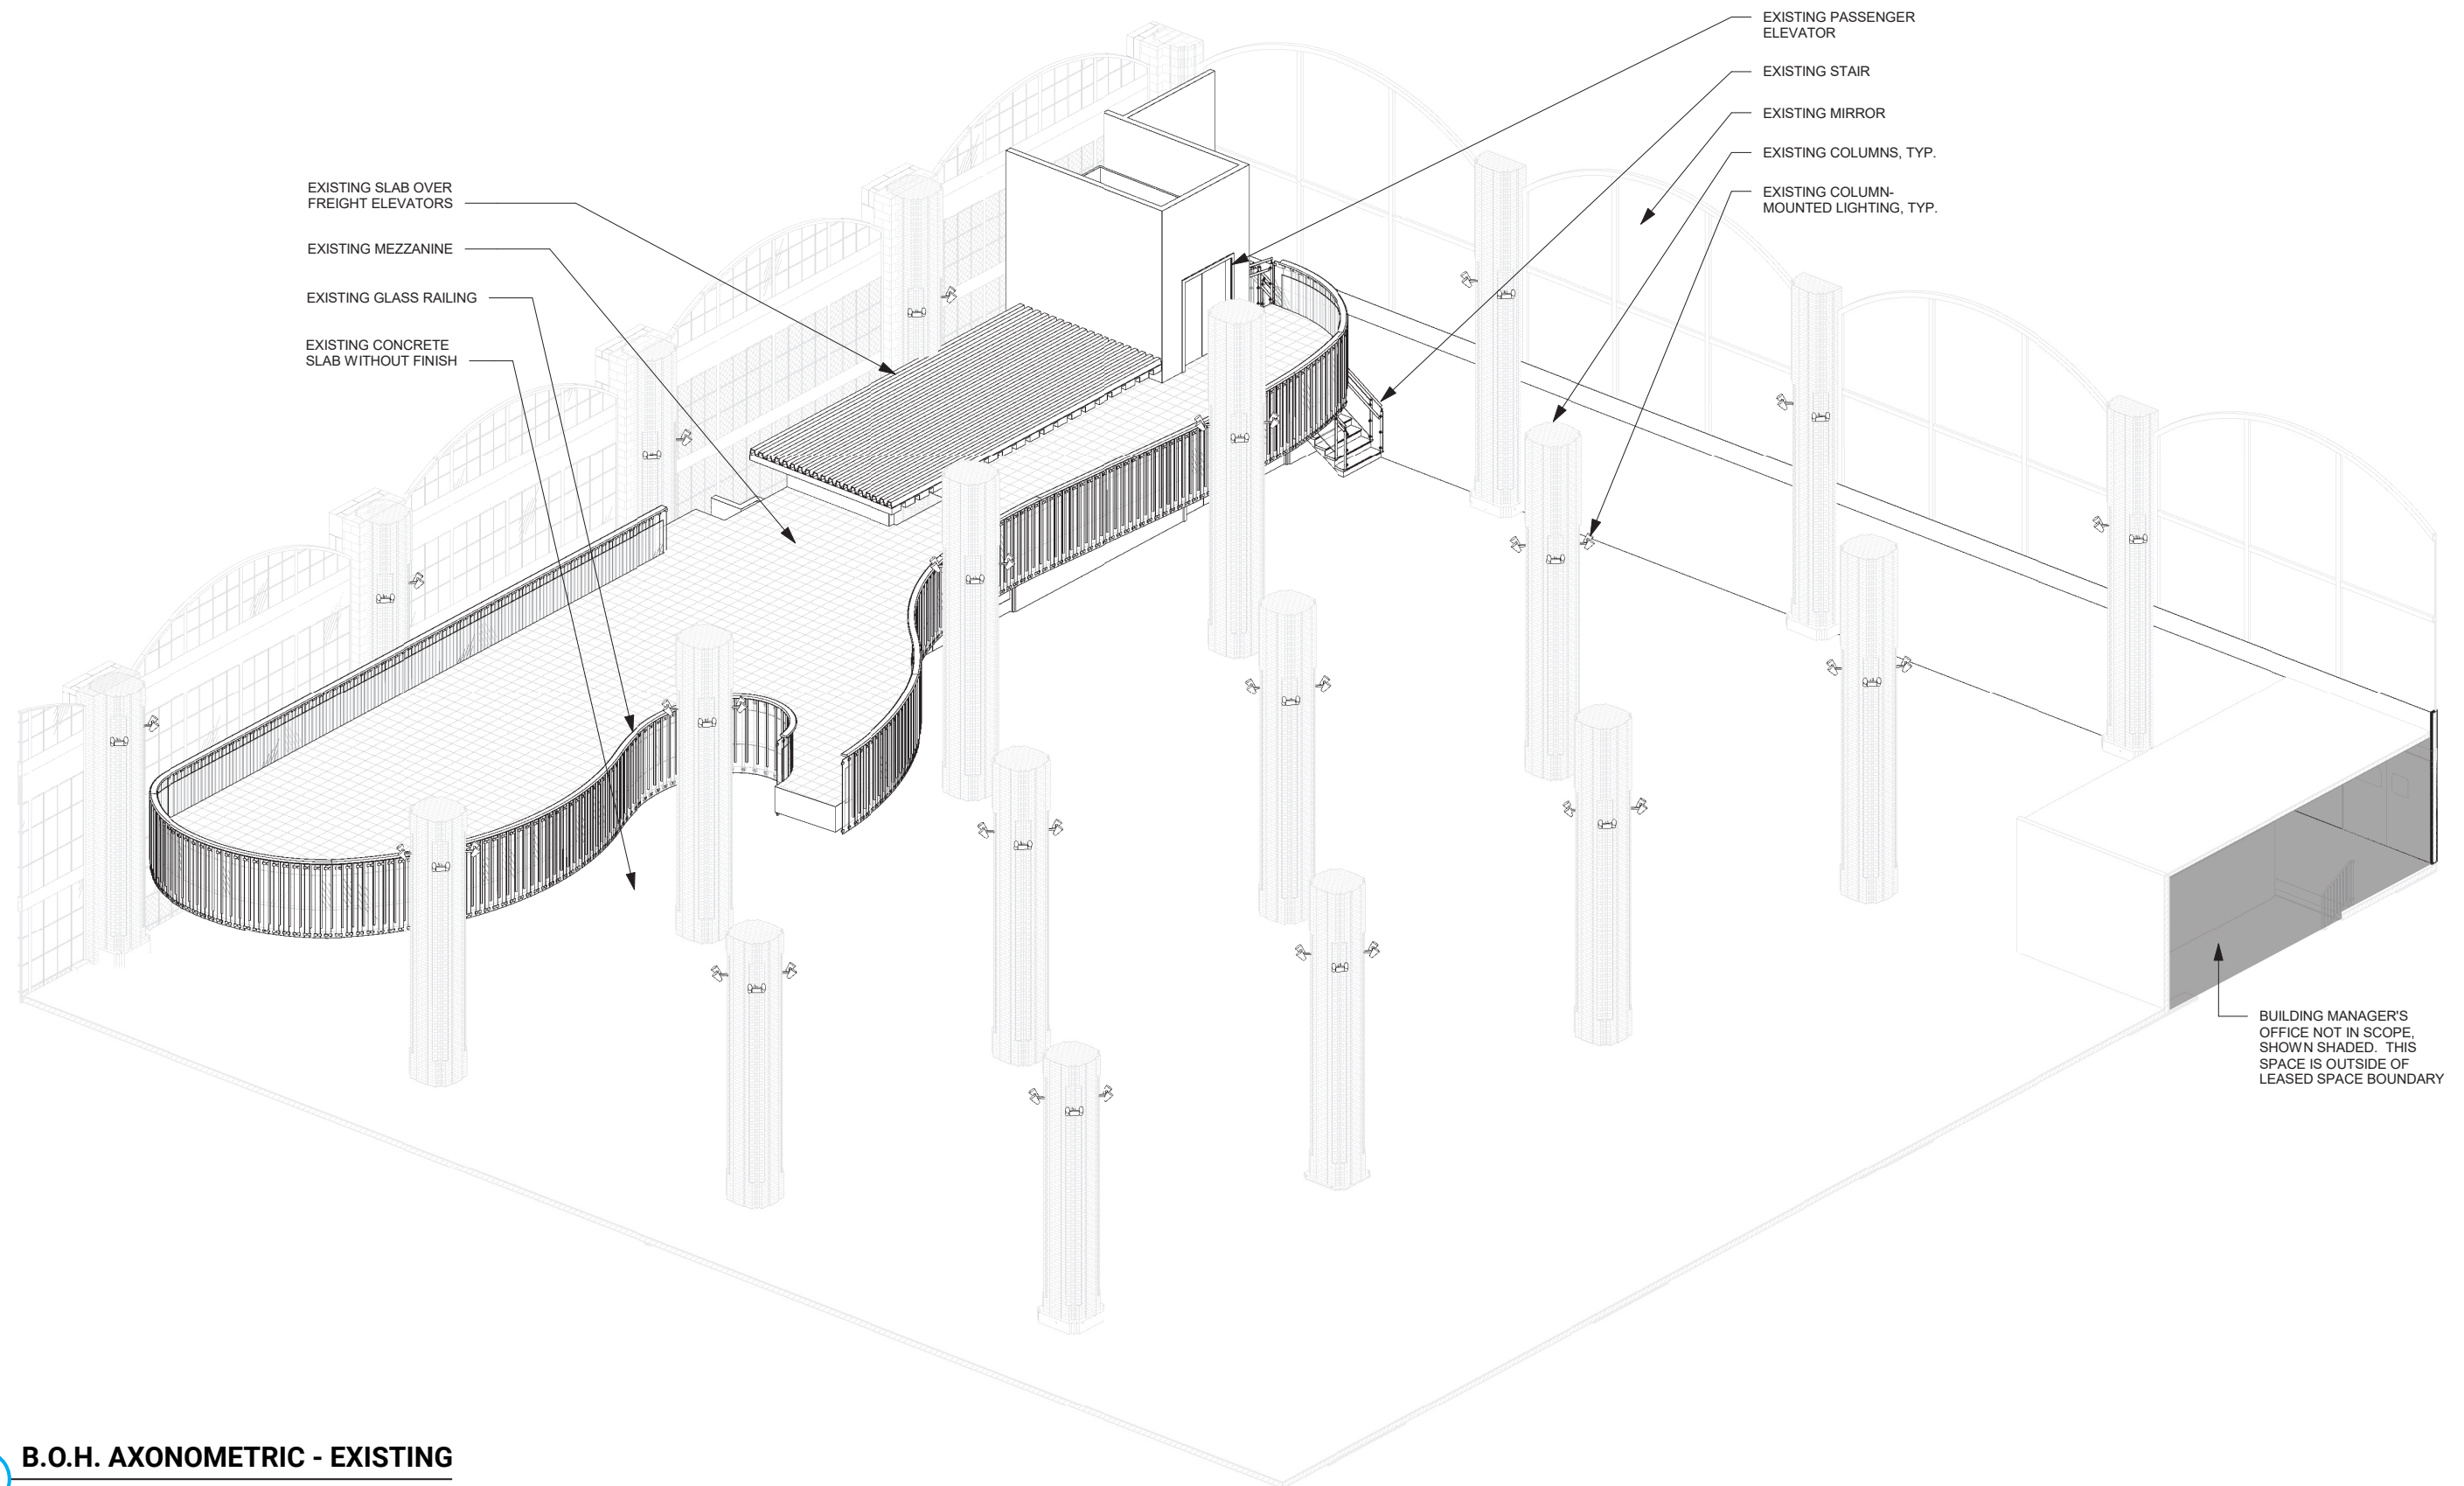 EXISTING PASSENGER
ELEVATOR
EXISTING STAIR
EXISTING MIRROR
EXISTING COLUMNS, TYP.
EXISTING COLUMN-
MOUNTED LIGHTING, TYP.
EXISTING SLAB OVER
FREIGHT ELEVATORS
EXISTING MEZZANINE
EXISTING GLASS RAILING
EXISTING CONCRETE
SLAB WITHOUT FINISH
BUILDING MANAGER'S
OFFICE NOT IN SCOPE,
SHOWN SHADED. THIS
SPACE IS OUTSIDE OF
LEASED SPACE BOUNDARY
B.O.H. AXONOMETRIC - EXISTING